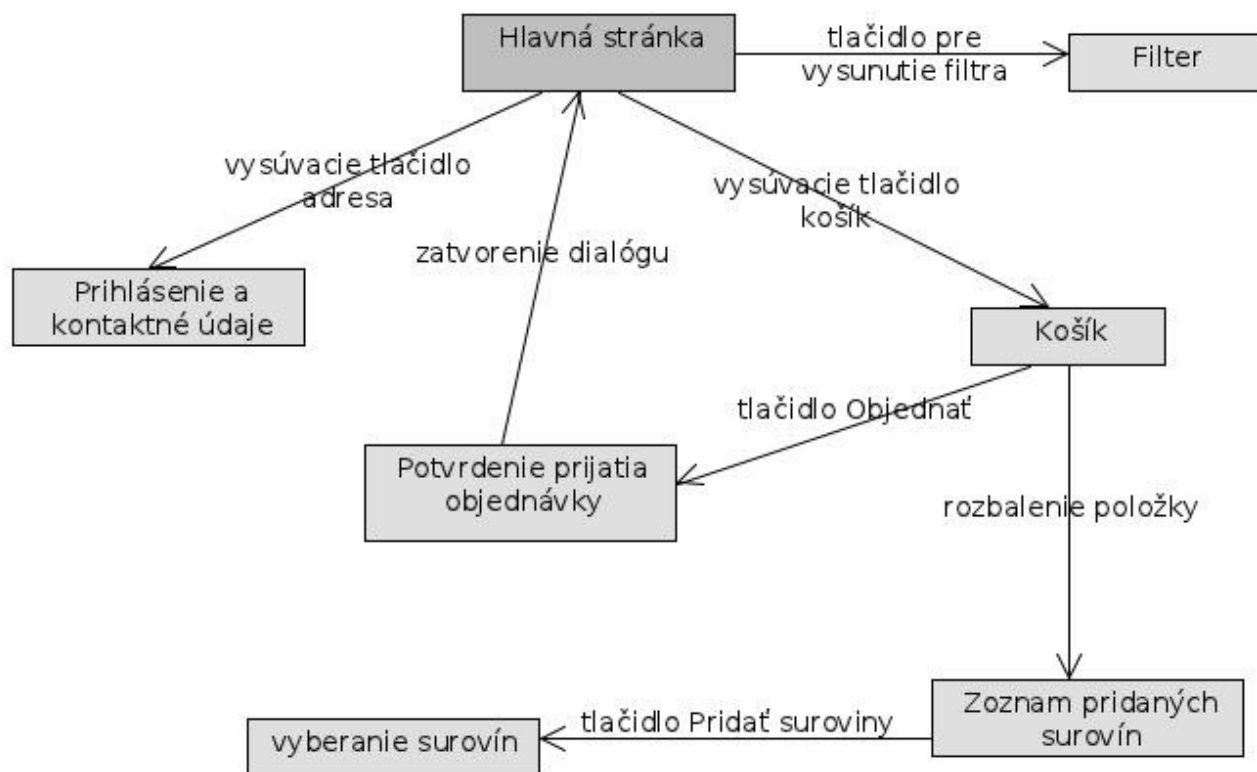 Hlavná stránka
tlačidlo pre
vysunutie filtra
Filter
vysúvacie tlačidlo
adresa
vysúvacie tlačidlo
košík
zatvorenie dialógu
Prihlásenie a
kontaktné údaje
Košík
tlačidlo Objednať
Potvrdenie prijatia
objednávky
rozbalenie položky
Zoznam pridaných
surovín
tlačidlo Pridať suroviny
vyberanie surovín